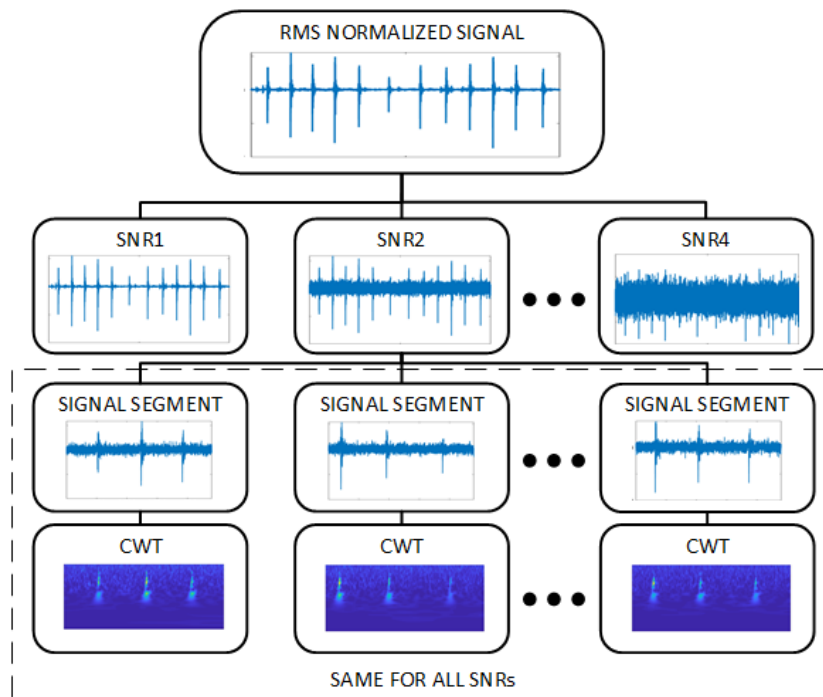 RMS NORMALIZED SIGNAL
SNR1
SNR2
SNR4
SIGNAL SEGMENT
SIGNAL SEGMENT
SIGNAL SEGMENT
CWT
CWT
CWT
SAME FOR ALL SNRs